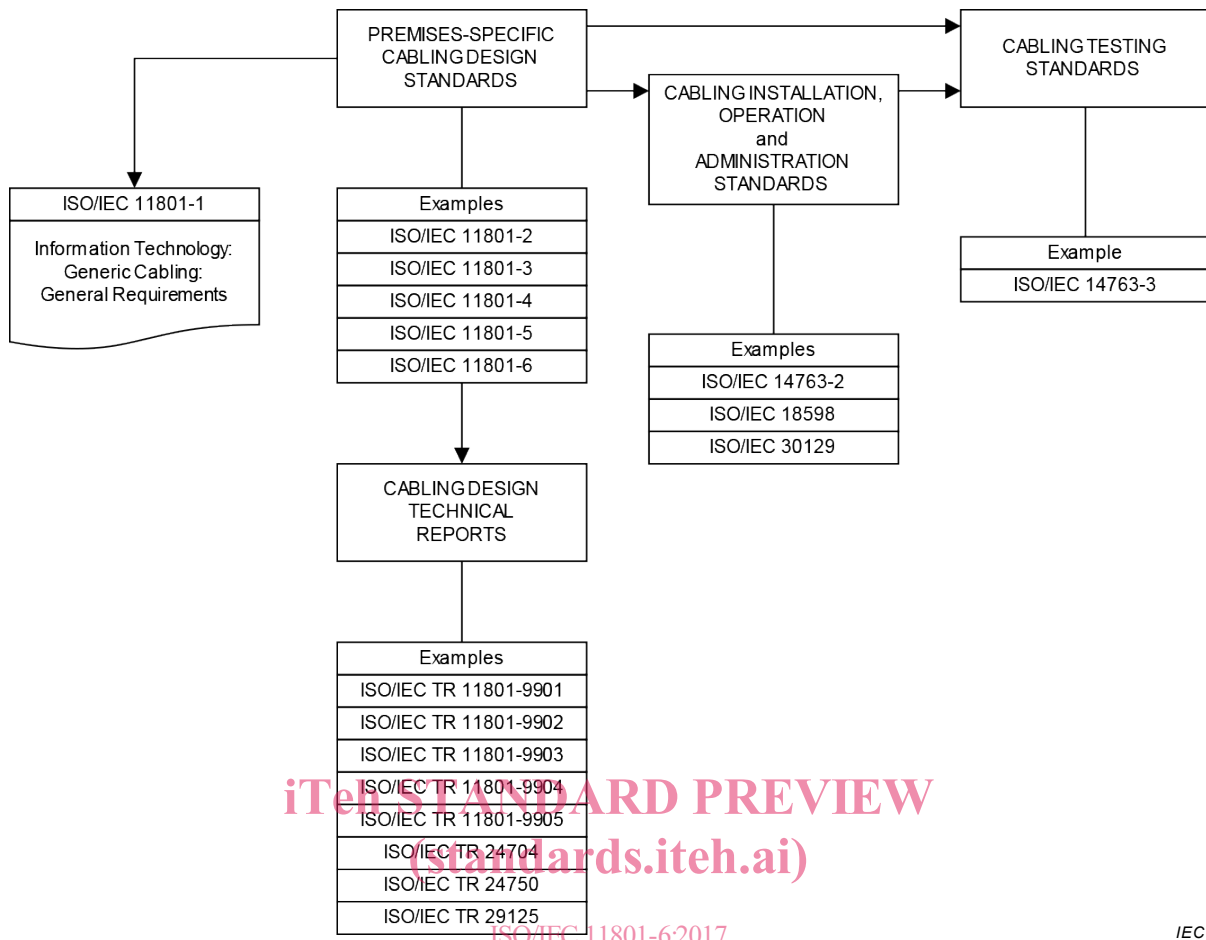 PREMISES-SPECIFIC
CABLING DESIGN
STANDARDS
CABLING TESTING
STANDARDS
CABLING INSTALLATION,
OPERATION
and
ADMINISTRATION
STANDARDS
ISO/IEC 11801-1
Information Technology:
Generic Cabling:
General Requirements
Examples
ISO/IEC 11801-2
ISO/IEC 11801-3
ISO/IEC 11801-4
ISO/IEC 11801-5
ISO/IEC 11801-6
Example
ISO/IEC 14763-3
Examples
ISO/IEC 14763-2
ISO/IEC 18598
ISO/IEC 30129
CABLING DESIGN
TECHNICAL
REPORTS
Examples
ISO/IEC TR 11801-9901
ISO/IEC TR 11801-9902
ISO/IEC TR 11801-9903
ISO/IEC TR 11801-9904
ISO/IEC TR 11801-9905
ISO/IEC TR 24704
ISO/IEC TR 24750
ISO/IEC TR 29125
iTeh STANDARD PREVIEW
(standards.iteh.ai)
ISO/IEC 11801-6:2017
IEC